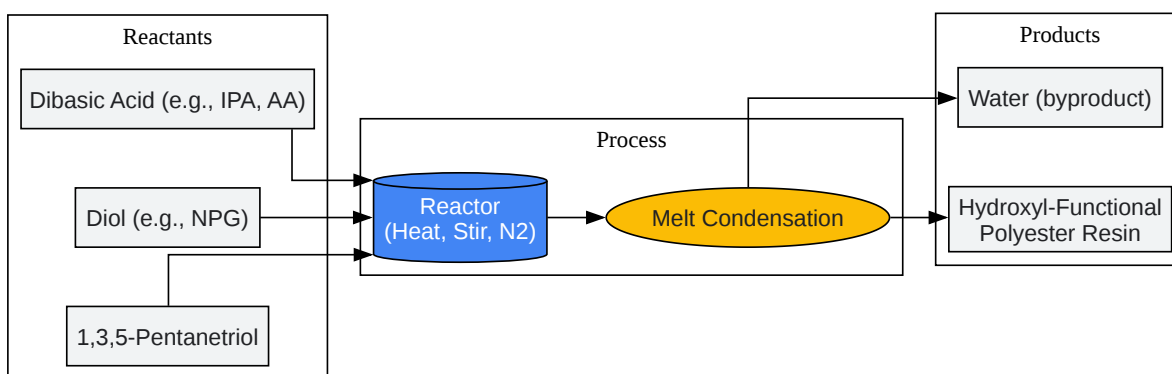 Reactants
Dibasic Acid (e.g., IPA, AA)
Diol (e.g., NPG)
1,3,5-Pentanetriol
Process
Reactor
(Heat, Stir, N2)
Melt Condensation
Products
Water (byproduct)
Hydroxyl-Functional
Polyester Resin